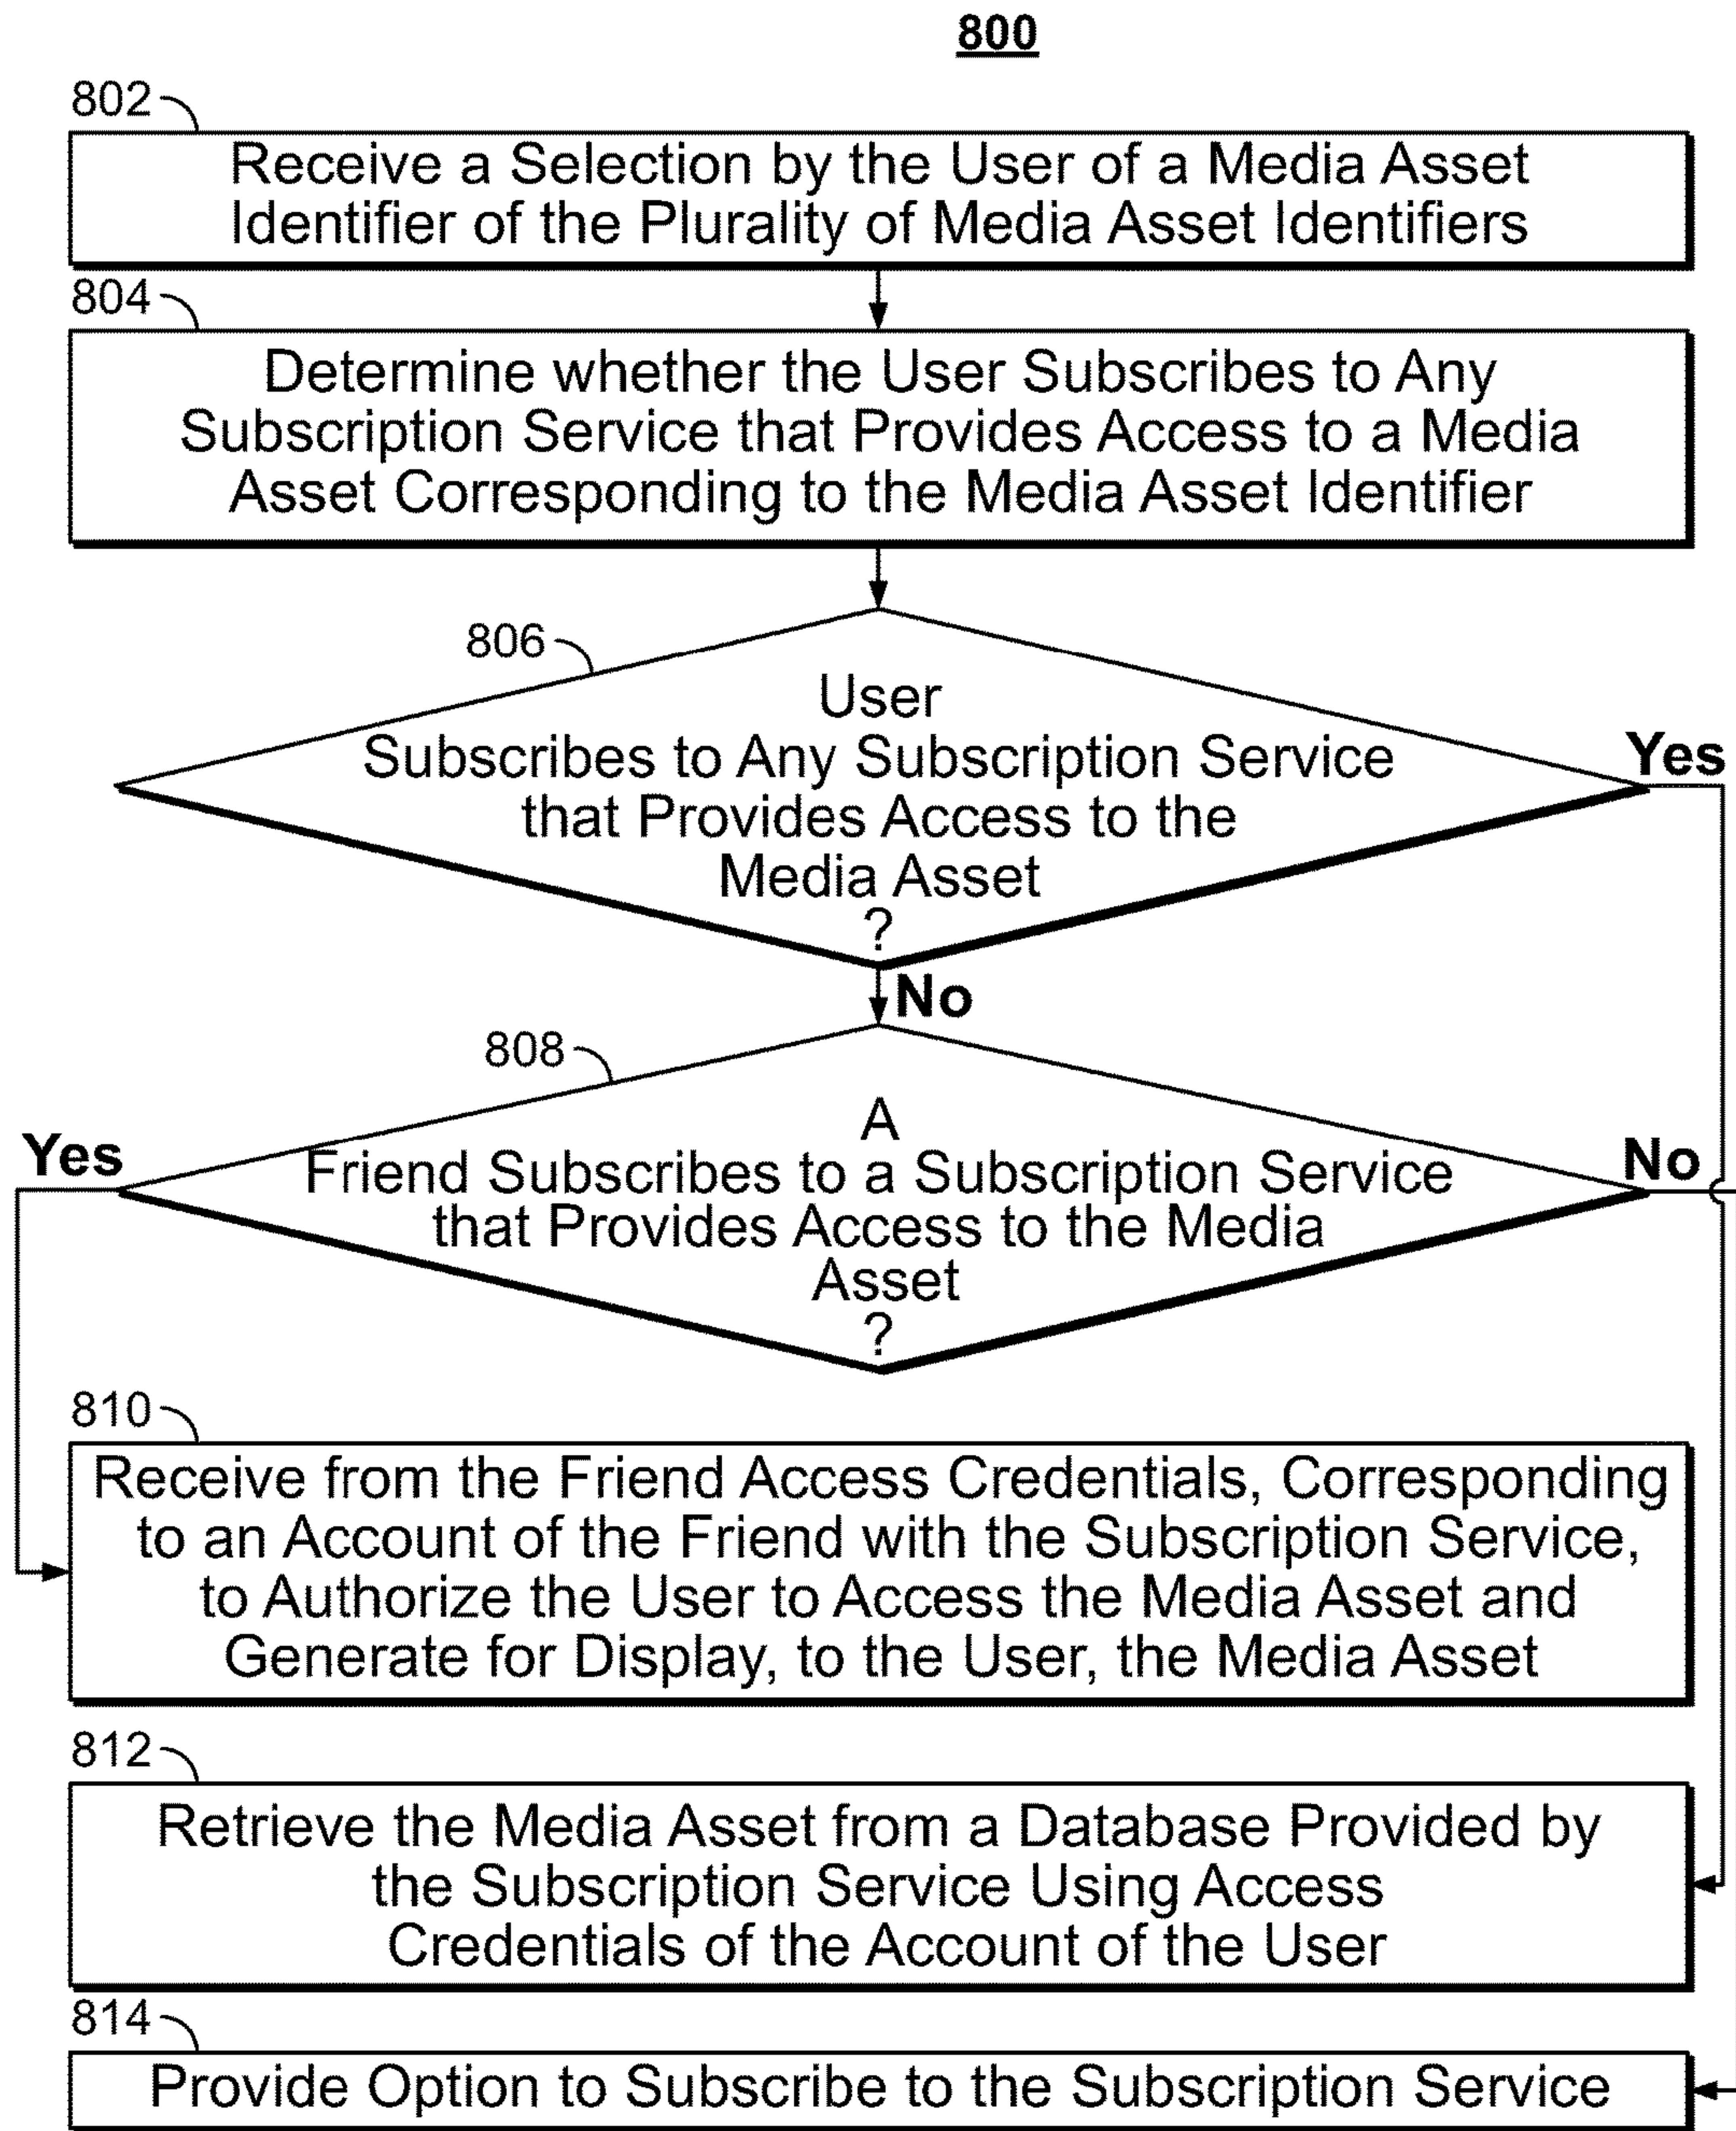 800
802
Receive a Selection by the User of a Media Asset
Identifier of the Plurality of Media Asset Identifiers
804
Determine whether the User Subscribes to Any
Subscription Service that Provides Access to a Media
Asset Corresponding to the Media Asset Identifier
806
User
Subscribes to Any Subscription Service
that Provides Access to the
Media Asset
?
Yes
No
808
A
Friend Subscribes to a Subscription Service
that Provides Access to the Media
Asset
?
Yes
No
810
Receive from the Friend Access Credentials, Corresponding
to an Account of the Friend with the Subscription Service,
to Authorize the User to Access the Media Asset and
Generate for Display, to the User, the Media Asset
812
Retrieve the Media Asset from a Database Provided by
the Subscription Service Using Access
Credentials of the Account of the User
814
Provide Option to Subscribe to the Subscription Service